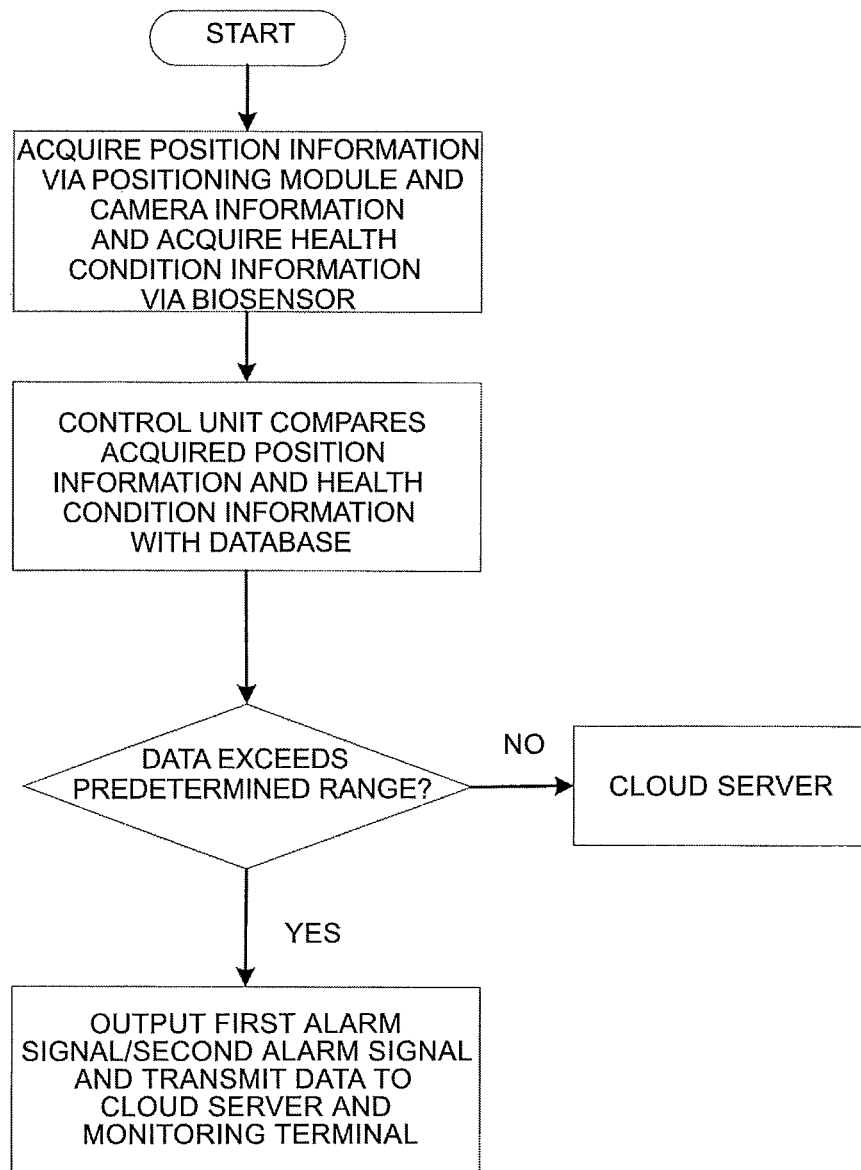 START
ACQUIRE POSITION INFORMATION
VIA POSITIONING MODULE AND
CAMERA INFORMATION
AND ACQUIRE HEALTH
CONDITION INFORMATION
VIA BIOSENSOR
CONTROL UNIT COMPARES
ACQUIRED POSITION
INFORMATION AND HEALTH
CONDITION INFORMATION
WITH DATABASE
DATA EXCEEDS
PREDETERMINED RANGE?
NO
CLOUD SERVER
YES
OUTPUT FIRST ALARM
SIGNAL/SECOND ALARM SIGNAL
AND TRANSMIT DATA TO
CLOUD SERVER AND
MONITORING TERMINAL